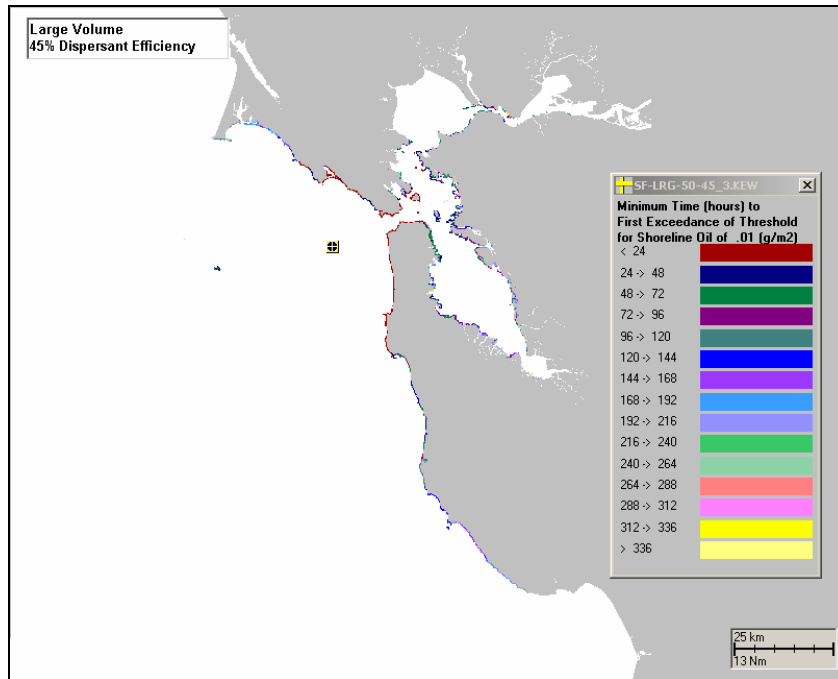 Large Volume
45% Dispersant Efficiency
SF-LRG-50-45_3.KEW
Minimum Time (hours) to
First Exceedance of Threshold
for Shoreline Oil of .01 (g/m2)
< 24
24 -> 48
48 -> 72
72 -> 96
96 -> 120
120 -> 144
144 -> 168
168 -> 192
192 -> 216
216 -> 240
240 -> 264
264 -> 288
288 -> 312
312 -> 336
> 336
25 km
13 Nm